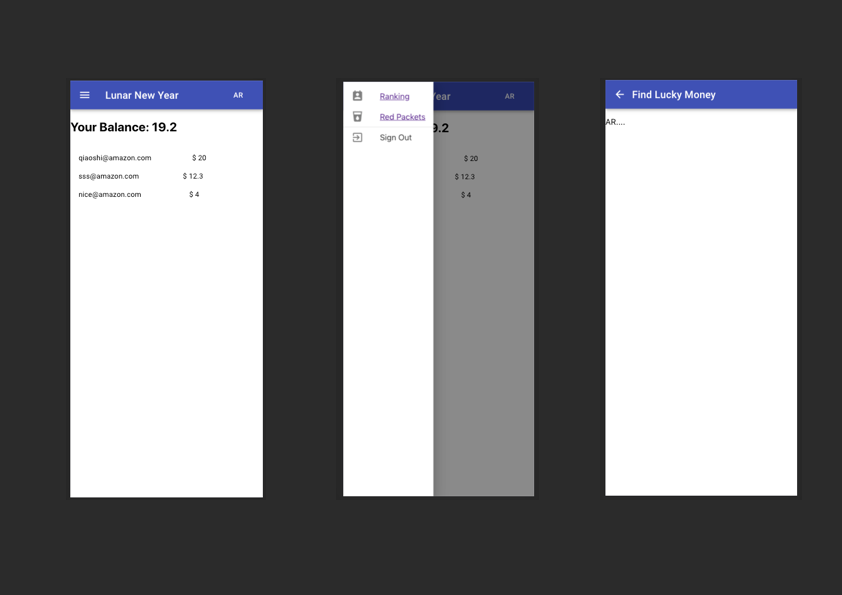 Lunar New Year AR
Your Balance: 19.2
qiaoshi@amazon.com $ 20
sss@amazon.com $ 12.3
nice@amazon.com $ 4
Ranking
Red Packets
Sign Out
Year AR
9.2
$ 20
$ 12.3
$ 4
Find Lucky Money
AR....